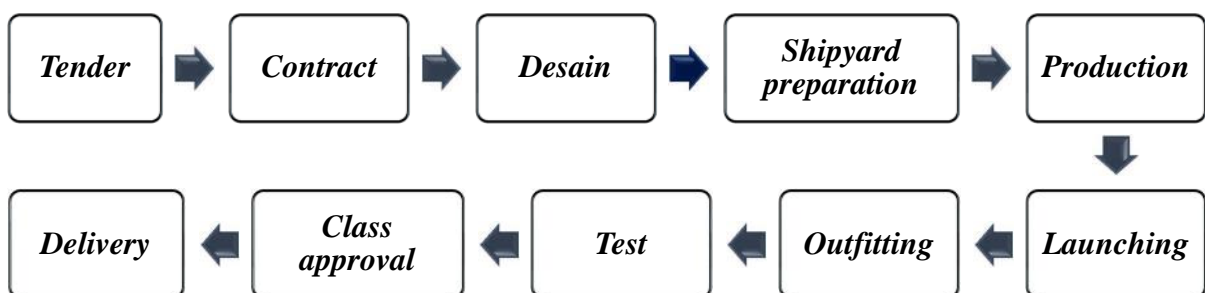 Tender
Contract
Desain
Shipyard
preparation
Production
Launching
Outfitting
Test
Class
approval
Delivery